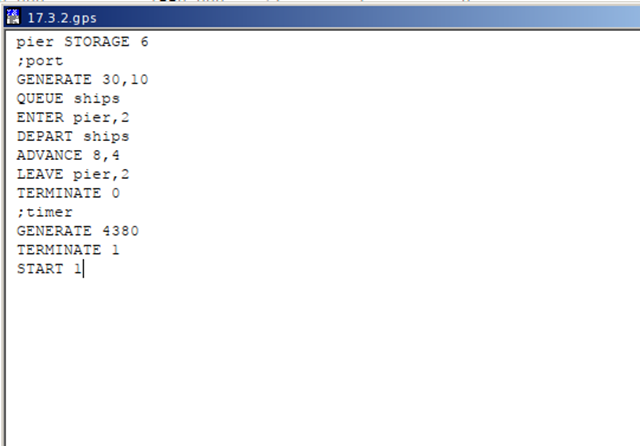 17.3.2.gps
pier STORAGE 6
;port
GENERATE 30,10
QUEUE ships
ENTER pier,2
DEPART ships
ADVANCE 8,4
LEAVE pier,2
TERMINATE 0
;timer
GENERATE 4380
TERMINATE 1
START 1